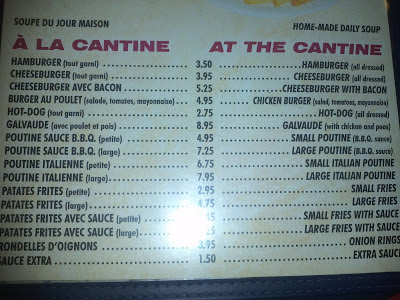 SOUPE DU JOUR MAISON HOME-MADE DAILY SOUP
À LA CANTINE AT THE CANTINE
HAMBURGER (tout garni) 3.50 HAMBURGER (all dressed)
CHEESEBURGER (tout garni) 3.95 CHEESEBURGER (all dressed)
CHEESEBURGER AVEC BACON 5.25 CHEESEBURGER WITH BACON
BURGER AU POULET (salade, tomates, mayonnaise) 4.95 CHICKEN BURGER (salad, tomatoes, mayonnaise)
HOT-DOG (tout garni) 2.75 HOT-DOG (all dressed)
GALVAUDE (avec poulet et pois) 8.95 GALVAUDE (with chicken and peas)
POUTINE SAUCE B.B.Q. (petite) 4.95 SMALL POUTINE (B.B.Q. sauce)
POUTINE SAUCE B.B.Q. (large) 7.25 LARGE POUTINE (B.B.Q. sauce)
POUTINE ITALIENNE (petite) 6.75 SMALL ITALIAN POUTINE
POUTINE ITALIENNE (large) 7.95 LARGE ITALIAN POUTINE
PATATES FRITES (petite) 2.95 SMALL FRIES
PATATES FRITES (large) 4.75 LARGE FRIES
PATATES FRITES AVEC SAUCE (petite) SMALL FRIES WITH SAUCE
PATATES FRITES AVEC SAUCE (large) LARGE FRIES WITH SAUCE
RONDELLES D'OIGNONS 3.95 ONION RINGS
SAUCE EXTRA 1.50 EXTRA SAUCE